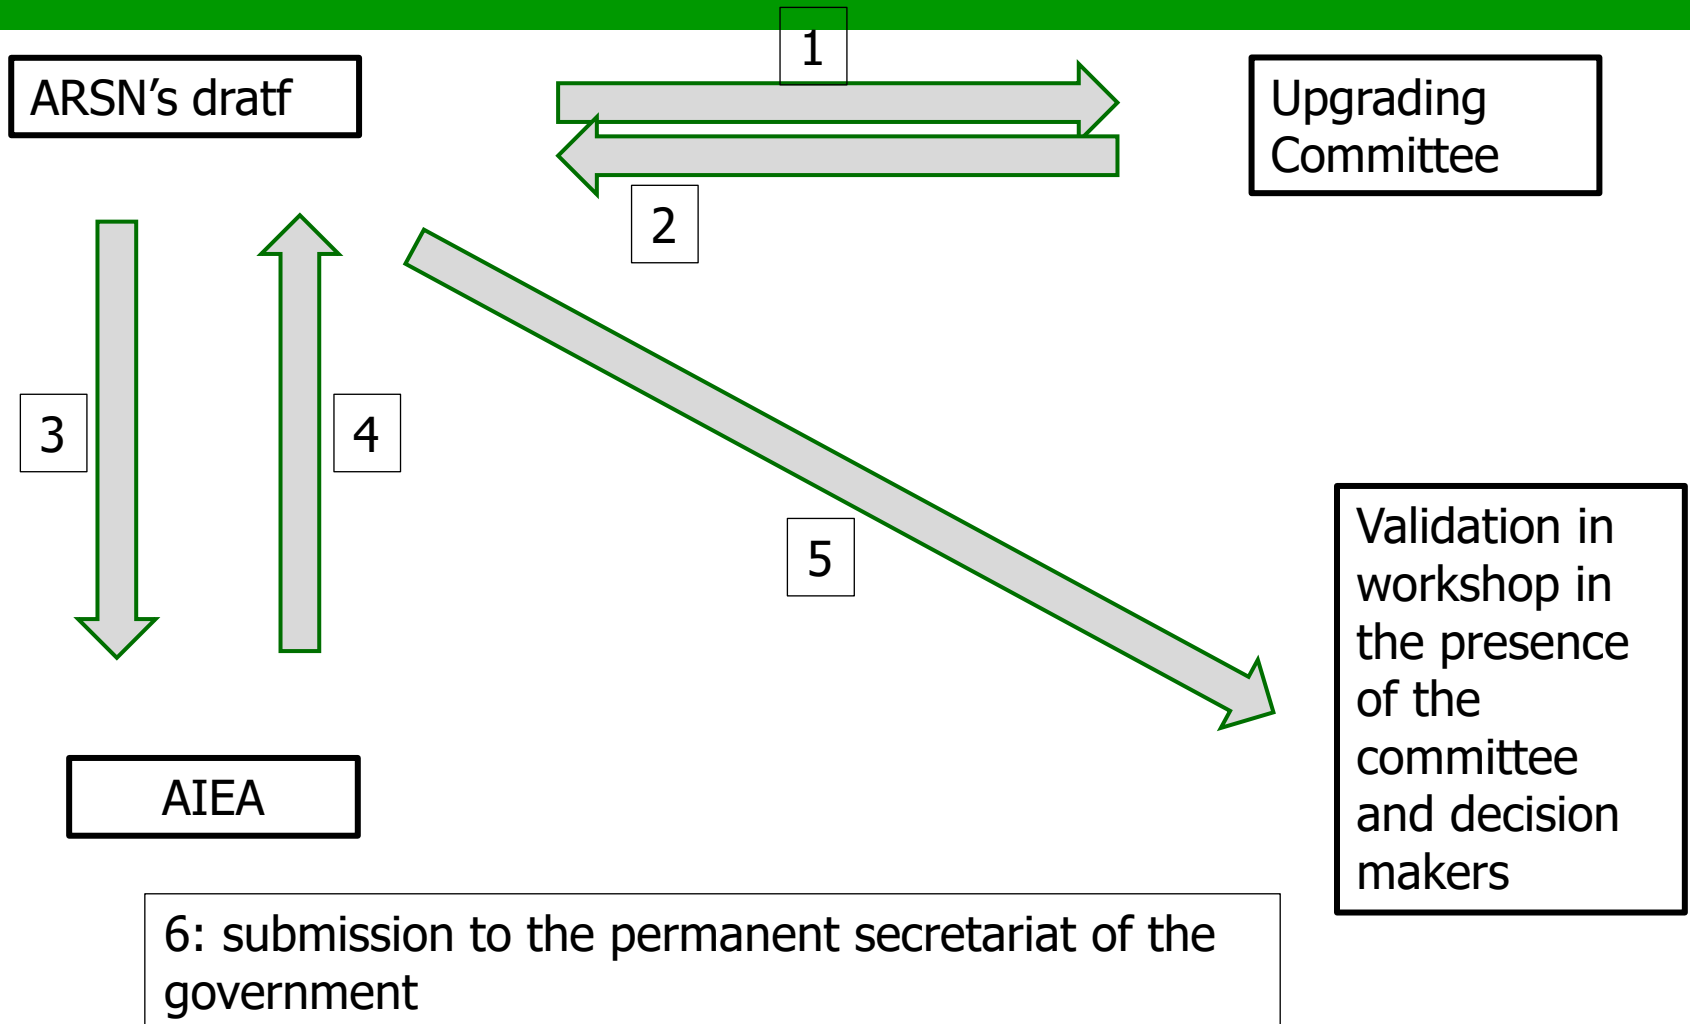 1
ARSN’s dratf
Upgrading
Committee
2
3
4
5
Validation in
workshop in
the presence
of the
committee
and decision
makers
AIEA
6: submission to the permanent secretariat of the
government